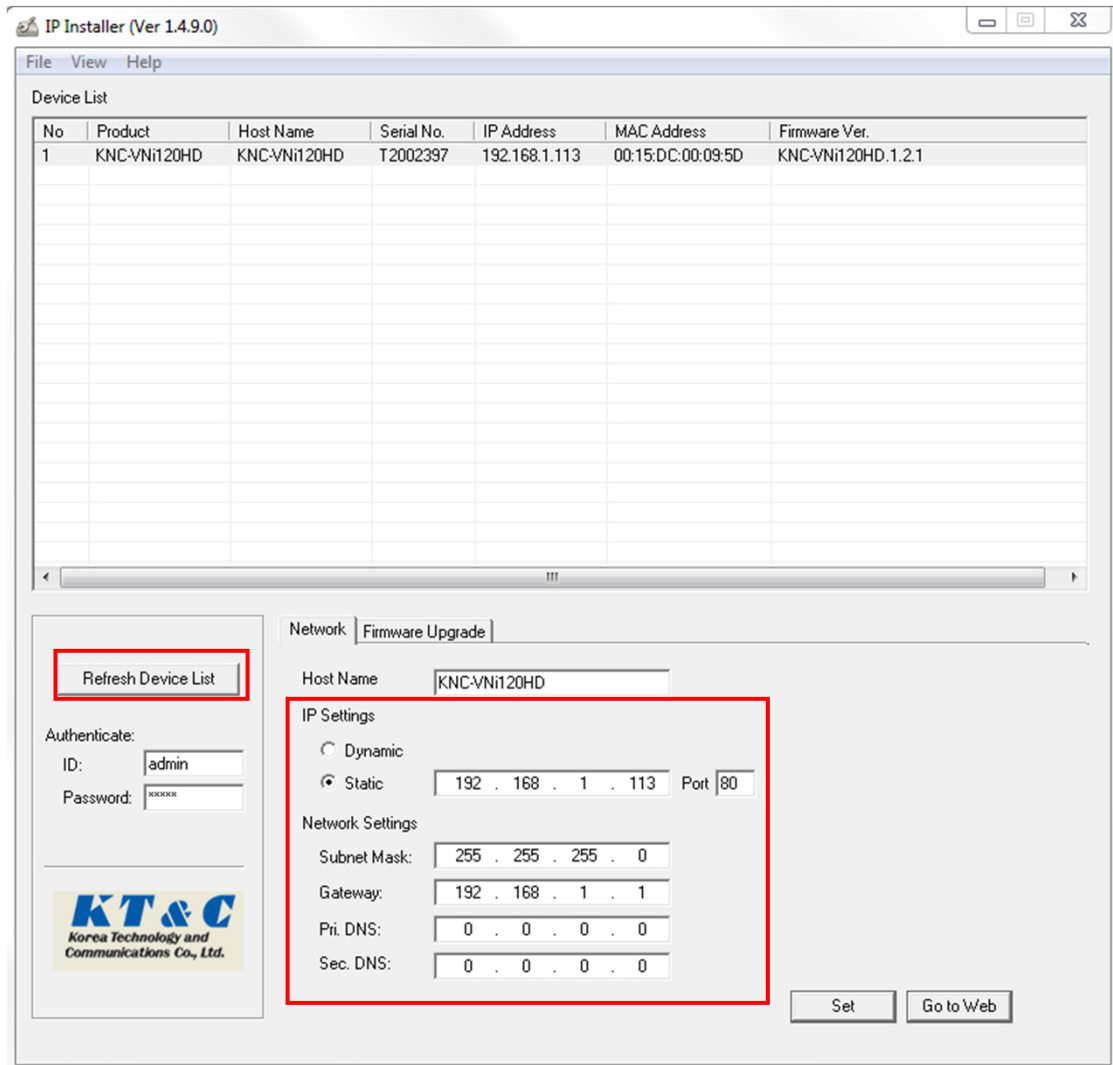 IP Installer (Ver 1.4.9.0)
File View Help
Device List
No Product Host Name Serial No. IP Address MAC Address Firmware Ver.
1 KNC-VNi120HD KNC-VNi120HD T2002397 192.168.1.113 00:15:DC:00:09:5D KNC-VNi120HD.1.2.1
Network Firmware Upgrade
Refresh Device List
Host Name KNC-VNi120HD
IP Settings
Authenticate:
Dynamic
ID: admin
Static 192 . 168 . 1 . 113 Port 80
Password: *****
Network Settings
Subnet Mask: 255 . 255 . 255 . 0
Gateway: 192 . 168 . 1 . 1
Pri. DNS: 0 . 0 . 0 . 0
Sec. DNS: 0 . 0 . 0 . 0
KT&C
Korea Technology and
Communications Co., Ltd.
Set Go to Web